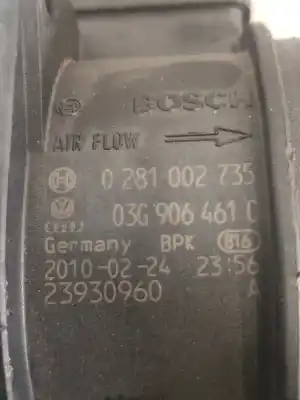 BOSCH
AIR FLOW
0 281 002 735
03G 906 461 C
Germany BPK B16
2010-02-24 23:56
23930960 A